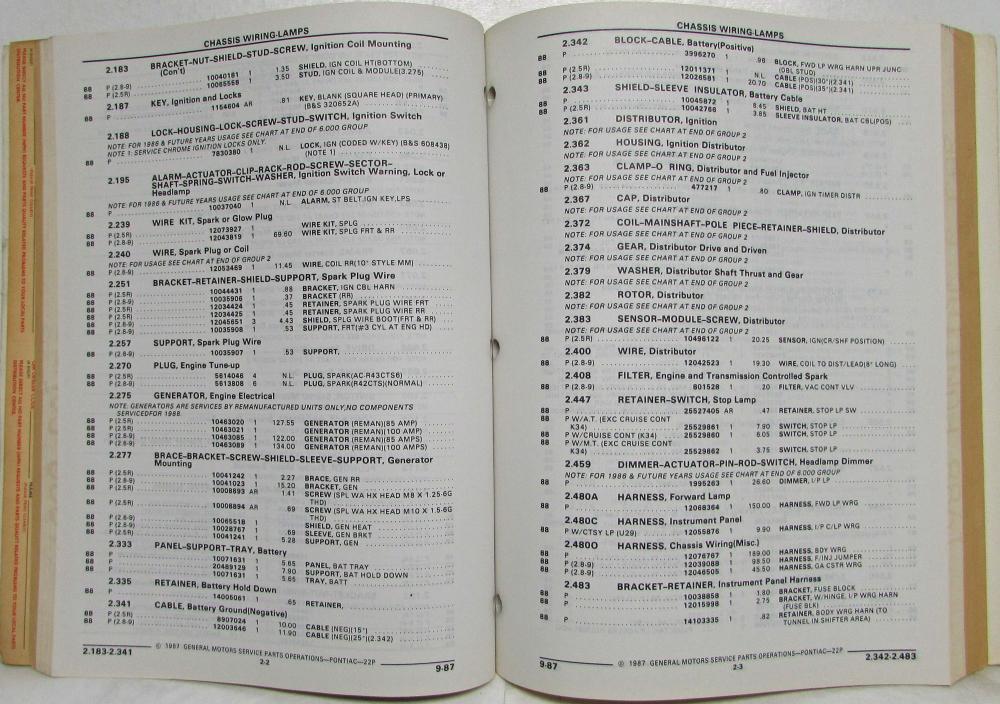 CHASSIS WIRING-LAMPS
2.183 BRACKET-NUT-SHIELD-STUD-SCREW, Ignition Coil Mounting
(Con't)
88 P (2.8-9) 10040161 1 1.35 SHIELD, IGN COIL HT(BOTTOM)
88 P (2.5R) 10065558 1 3.50 STUD, IGN COIL & MODULE(3.275)
2.187 KEY, Ignition and Locks
88 P 1154604 AR .81 KEY, BLANK (SQUARE HEAD) (PRIMARY)
(B&S 320652A)
2.188 LOCK-HOUSING-LOCK-SCREW-STUD-SWITCH, Ignition Switch
NOTE: FOR 1988 & FUTURE YEARS USAGE SEE CHART AT END OF 6.000 GROUP
NOTE 1: SERVICE CHROME IGNITION LOCKS ONLY.
88 P 7830380 1 N.L. LOCK, IGN (CODED W/KEY) (B&S 608438)
(NOTE 1)
2.195 ALARM-ACTUATOR-CLIP-RACK-ROD-SCREW-SECTOR-
SHAFT-SPRING-SWITCH-WASHER, Ignition Switch Warning, Lock or
Headlamp
NOTE: FOR 1986 & FUTURE YEARS USAGE SEE CHART AT END OF 6.000 GROUP
88 P 10037040 1 N.L. ALARM, ST BELT,IGN KEY,LPS
2.239 WIRE KIT, Spark or Glow Plug
88 P (2.5R) 12073927 1 WIRE KIT, SPLG
88 P (2.8-9) 12043819 1 69.60 WIRE KIT, SPLG FRT & RR
2.240 WIRE, Spark Plug or Coil
NOTE: FOR USAGE SEE CHART AT END OF GROUP 2
88 P (2.8-9) 12053469 1 11.45 WIRE, COIL RR(10" STYLE MM)
2.251 BRACKET-RETAINER-SHIELD-SUPPORT, Spark Plug Wire
88 P (2.5R) 10044431 1 .88 BRACKET, IGN CBL HARN
88 P (2.8-9) 10035906 1 .37 BRACKET (RR)
88 P (2.8-9) 12034424 1 .45 RETAINER, SPARK PLUG WIRE FRT
88 P (2.8-9) 12034425 1 .45 RETAINER, SPARK PLUG WIRE RR
88 P (2.5R) 12045651 3 4.43 SHIELD, SPLG WIRE BOOT(FRT & RR)
88 P (2.8-9) 10035908 1 .53 SUPPORT, FRT(#3 CYL AT ENG HD)
2.257 SUPPORT, Spark Plug Wire
88 P (2.8-9) 10035907 1 .53 SUPPORT,
2.270 PLUG, Engine Tune-up
88 P (2.5R) 5614046 4 N.L. PLUG, SPARK(AC-R43CTS6)
88 P (2.8-9) 5613808 6 N.L. PLUG, SPARK(R42CTS)(NORMAL)
2.275 GENERATOR, Engine Electrical
NOTE: GENERATORS ARE SERVICES BY REMANUFACTURED UNITS ONLY,NO COMPONENTS
SERVICEDFOR 1988.
88 P (2.5R) 10463020 1 127.55 GENERATOR (REMAN)(85 AMP)
88 P (2.5R) 10463021 1 GENERATOR (REMAN)(100 AMP)
88 P (2.8-9) 10463085 1 122.00 GENERATOR (REMAN)(85 AMPS)
88 P (2.8-9) 10463089 1 134.00 GENERATOR (REMAN)(100 AMPS)
2.277 BRACE-BRACKET-SCREW-SHIELD-SLEEVE-SUPPORT, Generator
Mounting
88 P (2.5R) 10041242 1 2.27 BRACE, GEN RR
88 P (2.5R) 10041023 1 15.20 BRACKET, GEN
88 P (2.5R) 10008893 AR 1.41 SCREW (SPL WA HX HEAD M8 X 1.25-6G
THD)
88 P (2.5R) 10008894 AR .69 SCREW (SPL WA HX HEAD M10 X 1.5-6G
THD)
88 P (2.8-9) 10065518 1 SHIELD, GEN HEAT
88 P (2.8-9) 10028767 1 .69 SLEEVE, GEN BRKT
88 P (2.5R) 10041241 1 5.28 SUPPORT, GEN
2.333 PANEL-SUPPORT-TRAY, Battery
88 P 10071631 1 5.65 PANEL, BAT TRAY
88 P 20489129 1 7.90 SUPPORT, BAT HOLD DOWN
88 P 10071631 1 5.65 TRAY, BATT
2.335 RETAINER, Battery Hold Down
88 P 14005061 1 .65 RETAINER,
2.341 CABLE, Battery Ground(Negative)
88 P (2.5R) 8907024 1 10.00 CABLE (NEG)(15")
88 P (2.8-9) 12003646 1 11.90 CABLE (NEG)(25")(2.342)
2.183-2.341 © 1987 GENERAL MOTORS SERVICE PARTS OPERATIONS—PONTIAC—22P 9-87
2-2
CHASSIS WIRING-LAMPS
2.342 BLOCK-CABLE, Battery(Positive)
88 P 3996270 1 .96 BLOCK, FWD LP WRG HARN UPR JUNC
(OBL STUD)
88 P (2.5R) 12011371 1 N.L. CABLE (POS)(30")(2.341)
88 P (2.8-9) 12026581 1 20.70 CABLE (POS)(35")(2.341)
2.343 SHIELD-SLEEVE INSULATOR, Battery Cable
88 P 10045872 1 6.45 SHIELD, BAT HT
88 P (2.5R) 10042766 1 3.85 SLEEVE INSULATOR, BAT CBL(POS)
2.361 DISTRIBUTOR, Ignition
NOTE: FOR USAGE SEE CHART AT END OF GROUP 2
2.362 HOUSING, Ignition Distributor
NOTE: FOR USAGE SEE CHART AT END OF GROUP 2
2.363 CLAMP-O RING, Distributor and Fuel Injector
NOTE: FOR USAGE SEE CHART AT END OF GROUP 2
88 P (2.8-9) 477217 1 .80 CLAMP, IGN TIMER DISTR
2.367 CAP, Distributor
NOTE: FOR USAGE SEE CHART AT END OF GROUP 2
2.372 COIL-MAINSHAFT-POLE PIECE-RETAINER-SHIELD, Distributor
NOTE: FOR USAGE SEE CHART AT END OF GROUP 2
2.374 GEAR, Distributor Drive and Driven
NOTE: FOR USAGE SEE CHART AT END OF GROUP 2
2.379 WASHER, Distributor Shaft Thrust and Gear
NOTE: FOR USAGE SEE CHART AT END OF GROUP 2
2.382 ROTOR, Distributor
NOTE: FOR USAGE SEE CHART AT END OF GROUP 2
2.383 SENSOR-MODULE-SCREW, Distributor
NOTE: FOR USAGE SEE CHART AT END OF GROUP 2
88 P (2.5R) 10496122 1 20.25 SENSOR, IGN(CR/SHF POSITION)
2.400 WIRE, Distributor
88 P (2.8-9) 12042523 1 19.30 WIRE, COIL TO DIST/LEAD(8" LONG)
2.408 FILTER, Engine and Transmission Controlled Spark
88 P (2.8-9) 801528 1 .20 FILTER, VAC CONT VLV
2.447 RETAINER-SWITCH, Stop Lamp
88 P 25527405 AR .47 RETAINER, STOP LP SW
88 P W/A.T. (EXC CRUISE CONT
K34) 25529861 1 7.90 SWITCH, STOP LP
88 P W/CRUISE CONT (K34) 25529860 1 6.05 SWITCH, STOP LP
88 P W/M.T. (EXC CRUISE CONT
K34) 25529862 1 3.75 SWITCH, STOP LP
2.459 DIMMER-ACTUATOR-PIN-ROD-SWITCH, Headlamp Dimmer
NOTE: FOR 1986 & FUTURE YEARS USAGE SEE CHART AT END OF 6.000 GROUP
88 P 1995263 1 26.60 DIMMER, I/P LP
2.480A HARNESS, Forward Lamp
88 P 12068364 1 150.00 HARNESS, FWD LP WRG
2.480C HARNESS, Instrument Panel
88 P W/CTSY LP (U29) 12055876 1 9.90 HARNESS, I/P C/LP WRG
2.480O HARNESS, Chassis Wiring(Misc.)
88 P 12076767 1 189.00 HARNESS, BDY WRG
88 P (2.8-9) 12039088 1 98.50 HARNESS, F/INJ JUMPER
88 P (2.8-9) 12046505 1 45.50 HARNESS, GA CSTR WRG
2.483 BRACKET-RETAINER, Instrument Panel Harness
88 P 10038858 1 1.80 BRACKET, FUSE BLOCK
88 P 12015998 1 2.75 BRACKET, W/HINGE, I/P WRG HARN
(FUSE BLK)
88 P 14103335 1 .82 RETAINER, BODY WRG HARN (TO
TUNNEL IN SHIFTER AREA)
9-87 © 1987 GENERAL MOTORS SERVICE PARTS OPERATIONS—PONTIAC—22P 2.342-2.483
2-3